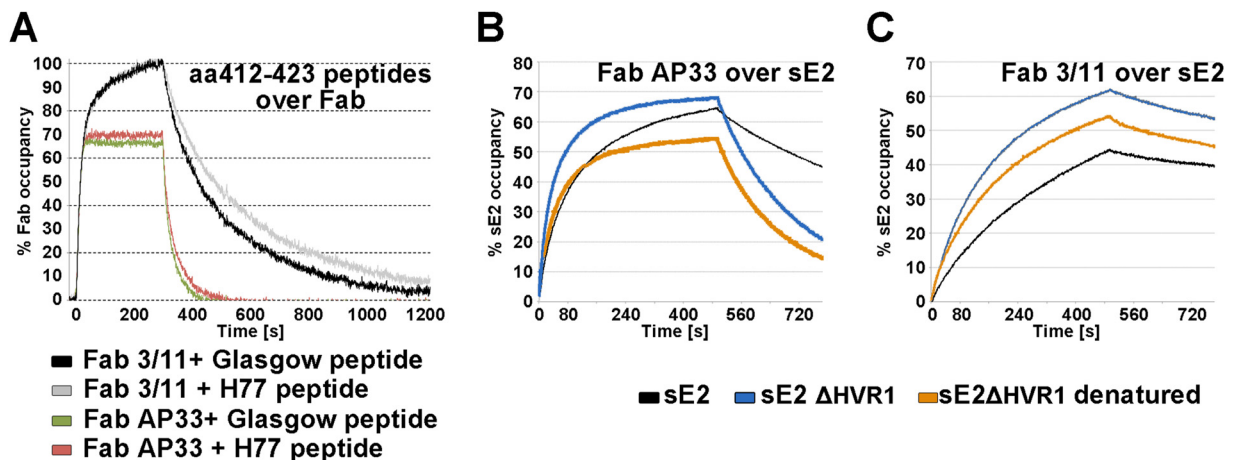 A
aa412-423 peptides
over Fab
% Fab occupancy
100
90
80
70
60
50
40
30
20
10
0
0 200 400 600 800 1000 1200
Time [s]
Fab 3/11+ Glasgow peptide
Fab 3/11 + H77 peptide
Fab AP33+ Glasgow peptide
Fab AP33 + H77 peptide
B
Fab AP33 over sE2
% sE2 occupancy
80
70
60
50
40
30
20
10
0
0 80 240 400 560 720
Time [s]
C
Fab 3/11 over sE2
% sE2 occupancy
70
60
50
40
30
20
10
0
0 80 240 400 560 720
Time [s]
sE2 sE2 ΔHVR1 sE2ΔHVR1 denatured